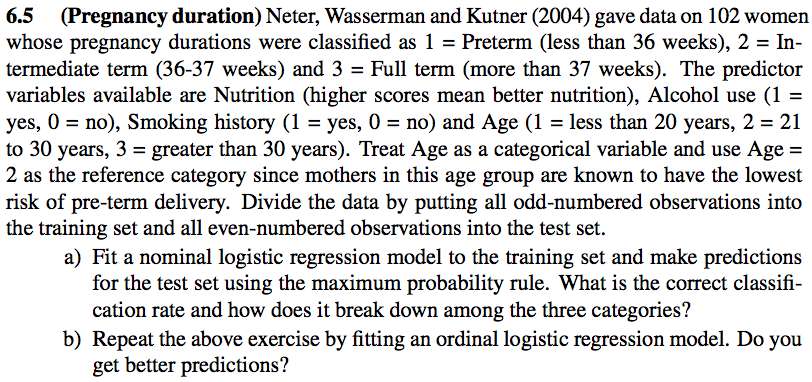 6.5 (Pregnancy duration) Neter, Wasserman and Kutner (2004) gave data on 102 women
whose pregnancy durations were classified as 1 = Preterm (less than 36 weeks), 2 = In-
termediate term (36-37 weeks) and 3 = Full term (more than 37 weeks). The predictor
variables available are Nutrition (higher scores mean better nutrition), Alcohol use (1 =
yes, 0 = no), Smoking history (1 = yes, 0 = no) and Age (1 = less than 20 years, 2 = 21
to 30 years, 3 = greater than 30 years). Treat Age as a categorical variable and use Age =
2 as the reference category since mothers in this age group are known to have the lowest
risk of pre-term delivery. Divide the data by putting all odd-numbered observations into
the training set and all even-numbered observations into the test set.
a) Fit a nominal logistic regression model to the training set and make predictions
for the test set using the maximum probability rule. What is the correct classifi-
cation rate and how does it break down among the three categories?
b) Repeat the above exercise by fitting an ordinal logistic regression model. Do you
get better predictions?